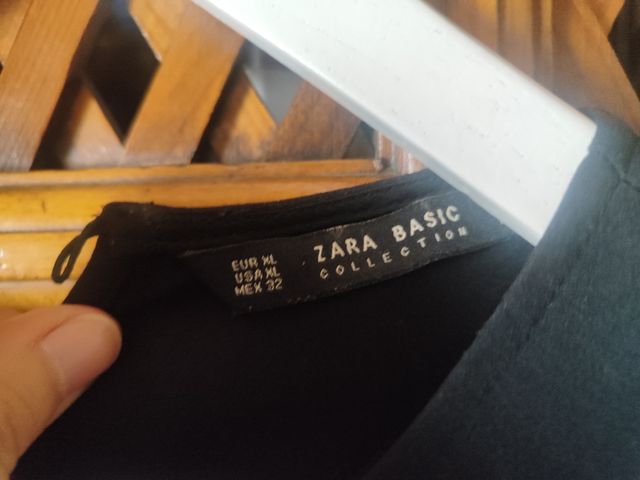 ZARA BASIC
COLLECTION
EUR XL
USA XL
MEX 32